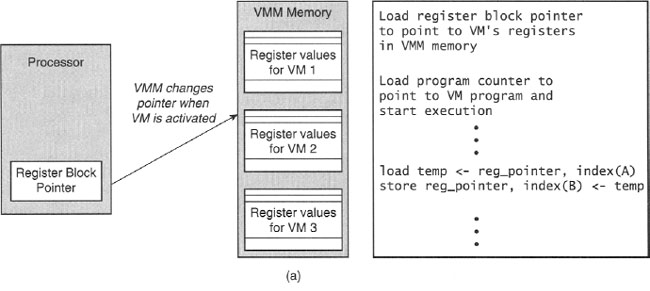 Processor
Register Block
Pointer
VMM changes
pointer when
VM is activated
VMM Memory
Register values
for VM 1
Register values
for VM 2
Register values
for VM 3
Load register block pointer
to point to VM's registers
in VMM memory
Load program counter to
point to VM program and
start execution
load temp <- reg_pointer, index(A)
store reg_pointer, index(B) <- temp
(a)